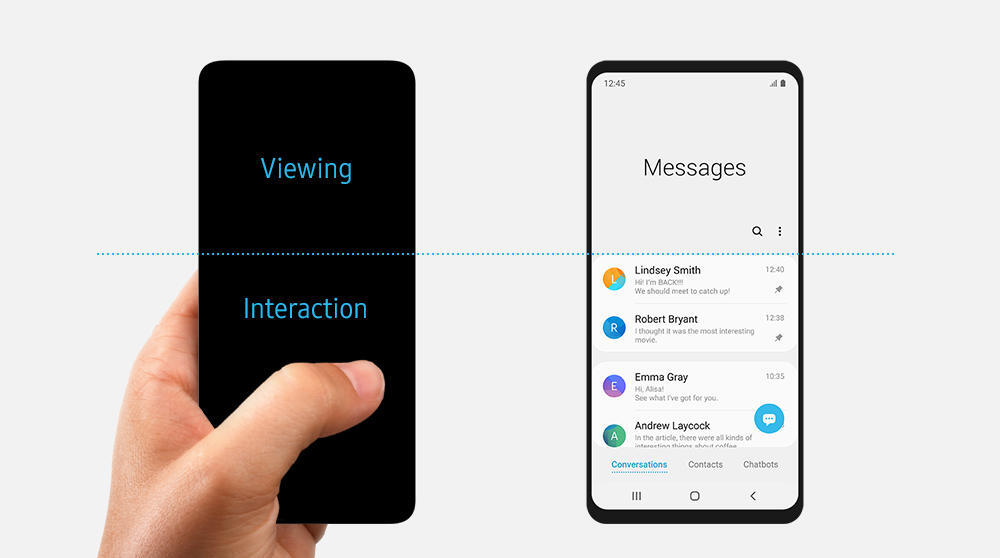 Viewing
Interaction
12:45
Messages
Lindsey Smith 12:40
Hi! I'm BACK!!!
We should meet to catch up!
L
Robert Bryant 12:38
I thought it was the most interesting
movie.
R
Emma Gray 10:35
Hi, Alisa!
See what I've got for you.
E
Andrew Laycock
In the article, there were all kinds of
interesting things about coffee
A
Conversations Contacts Chatbots